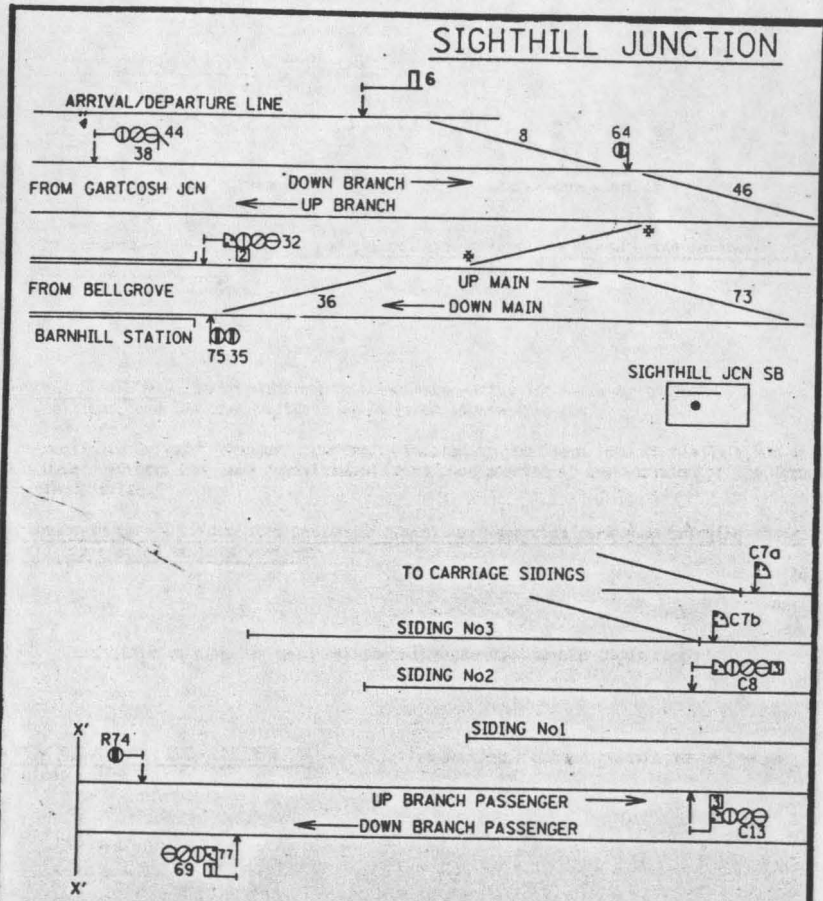 SIGHTHILL JUNCTION
6
ARRIVAL/DEPARTURE LINE
44
38
8
64
FROM GARTCOSH JCN
DOWN BRANCH
UP BRANCH
46
32
2
FROM BELLGROVE
UP MAIN
DOWN MAIN
36
73
BARNHILL STATION
75 35
SIGHTHILL JCN SB
C7a
TO CARRIAGE SIDINGS
C7b
SIDING No3
3
C8
SIDING No2
SIDING No1
X'
R74
UP BRANCH PASSENGER
DOWN BRANCH PASSENGER
3
C13
77
69
1
X'